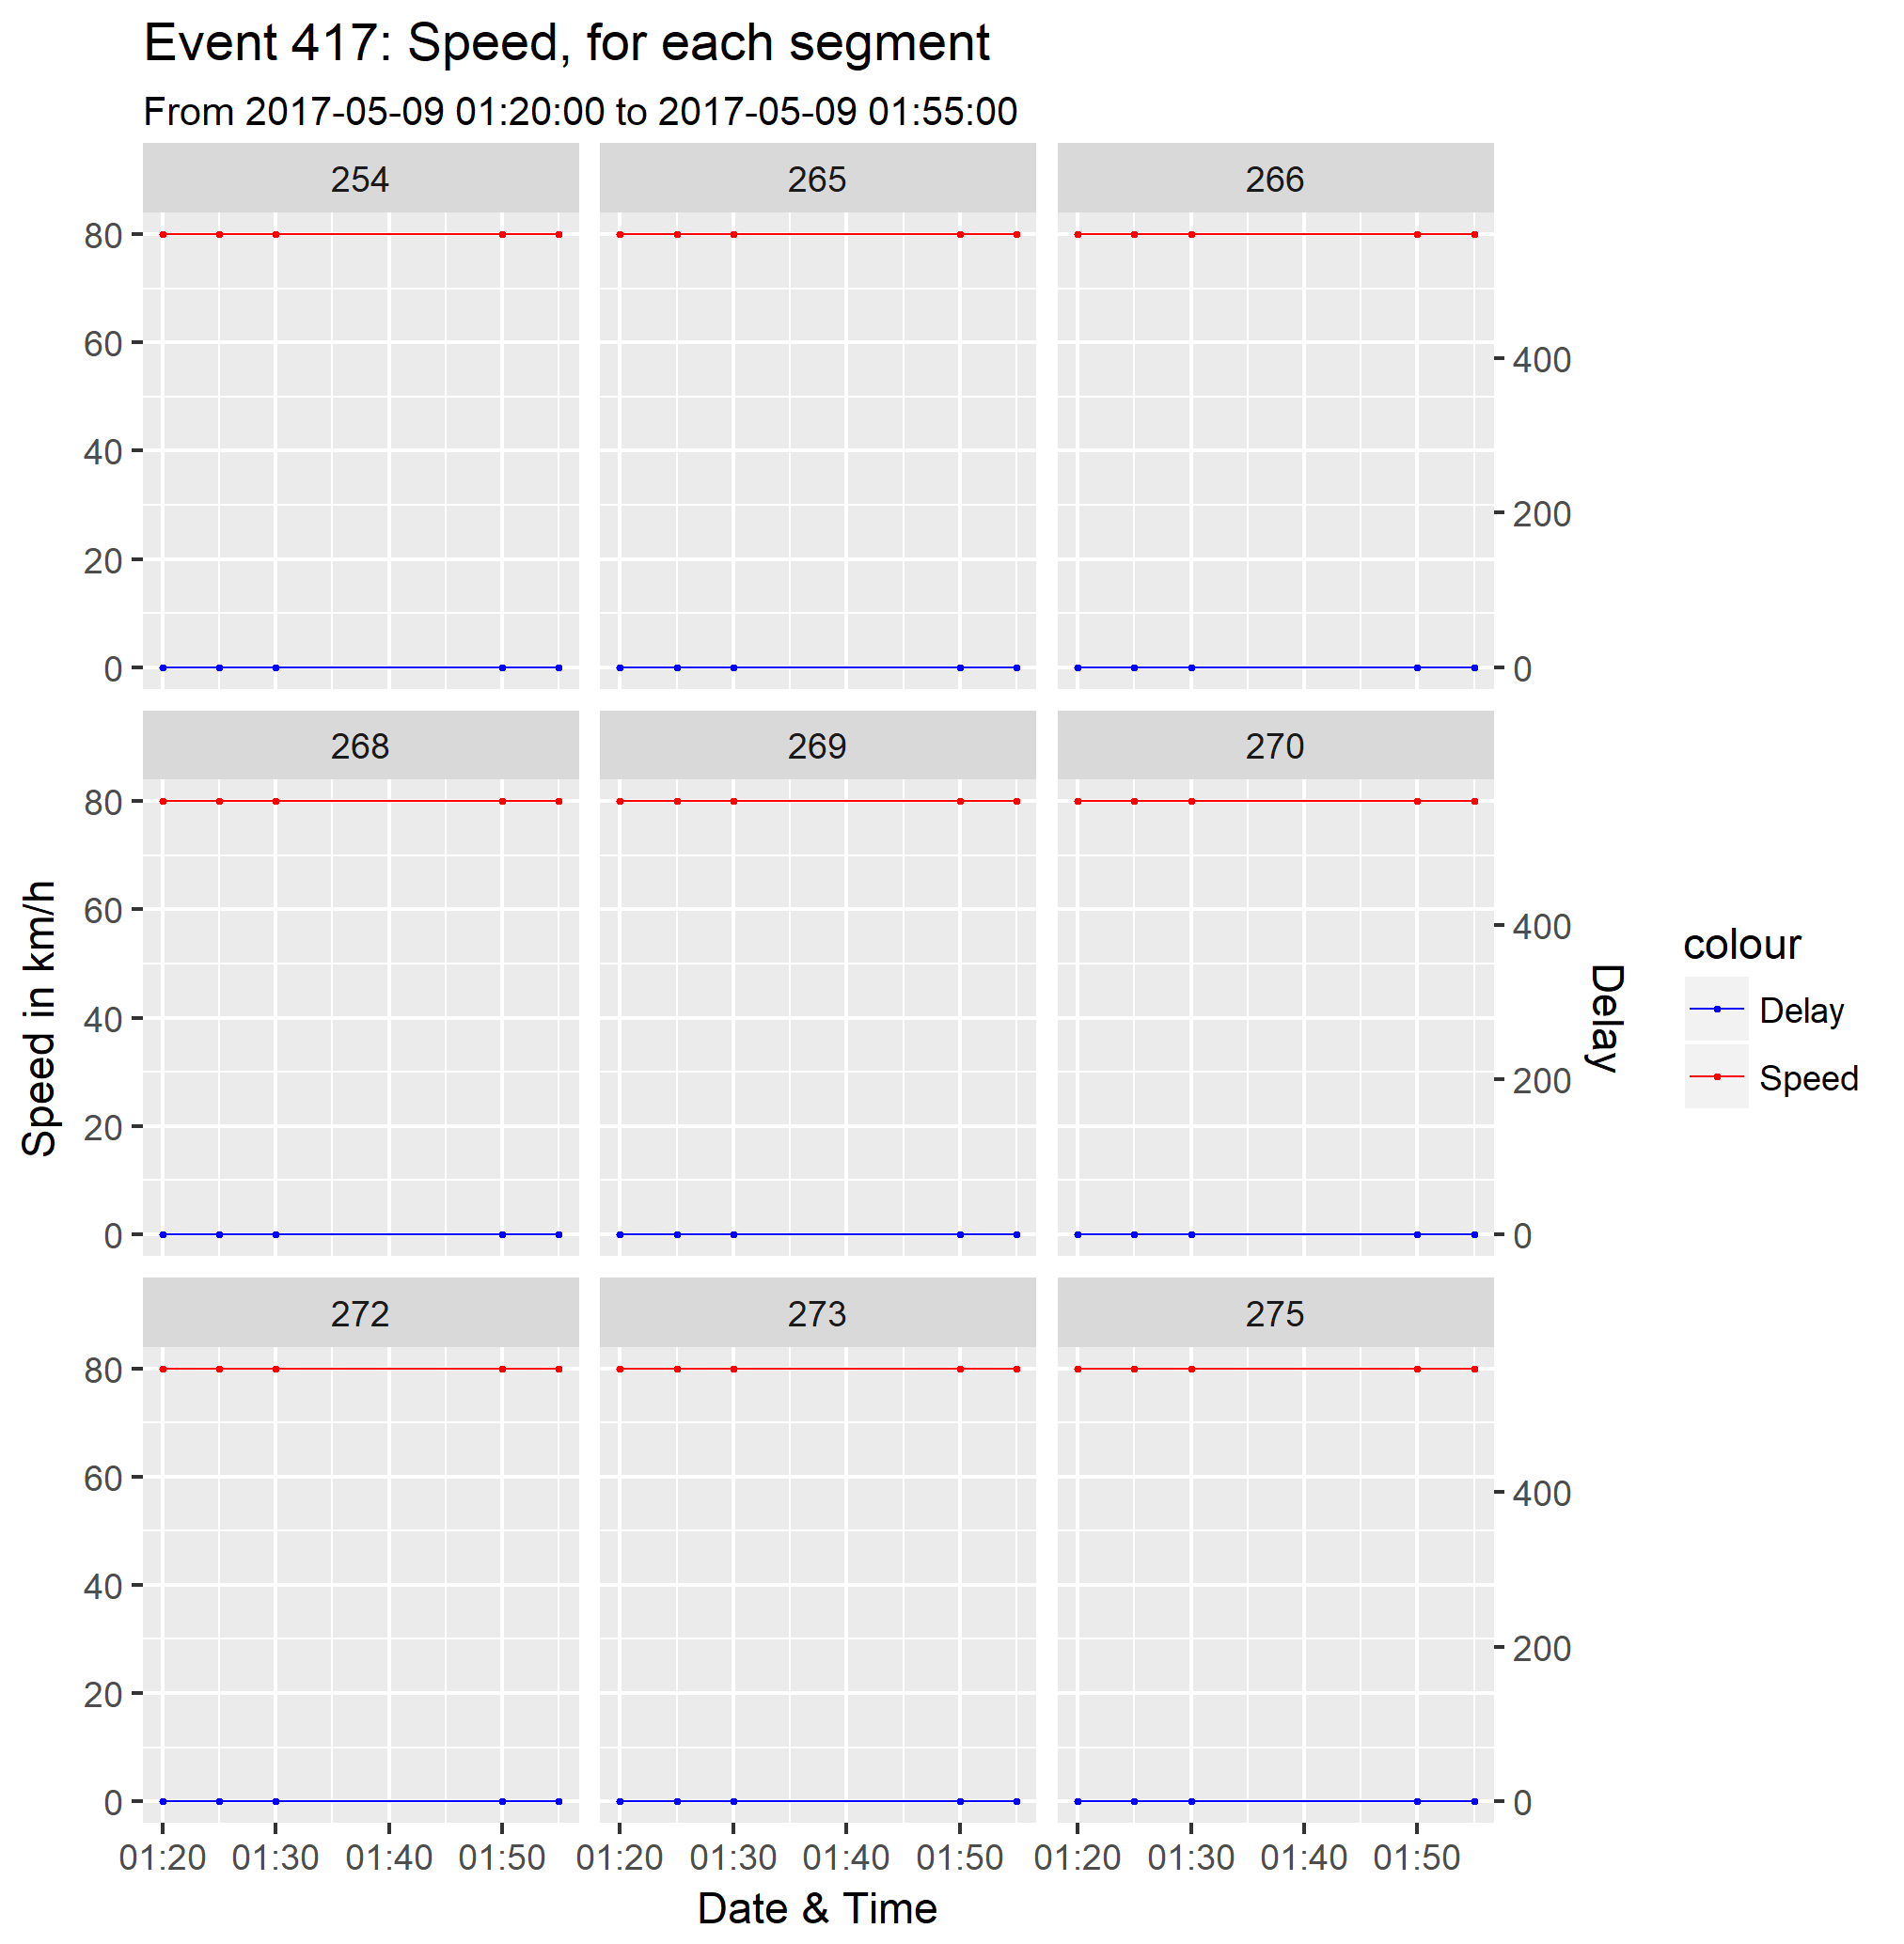 Event 417: Speed, for each segment
From 2017-05-09 01:20:00 to 2017-05-09 01:55:00
254 265 266
80
60
40
20
0
400
200
0
268 269 270
80
60
40
20
0
400
200
0
272 273 275
80
60
40
20
0
400
200
0
01:20 01:30 01:40 01:50 01:20 01:30 01:40 01:50 01:20 01:30 01:40 01:50
Date & Time
Speed in km/h
Delay
colour
Delay
Speed